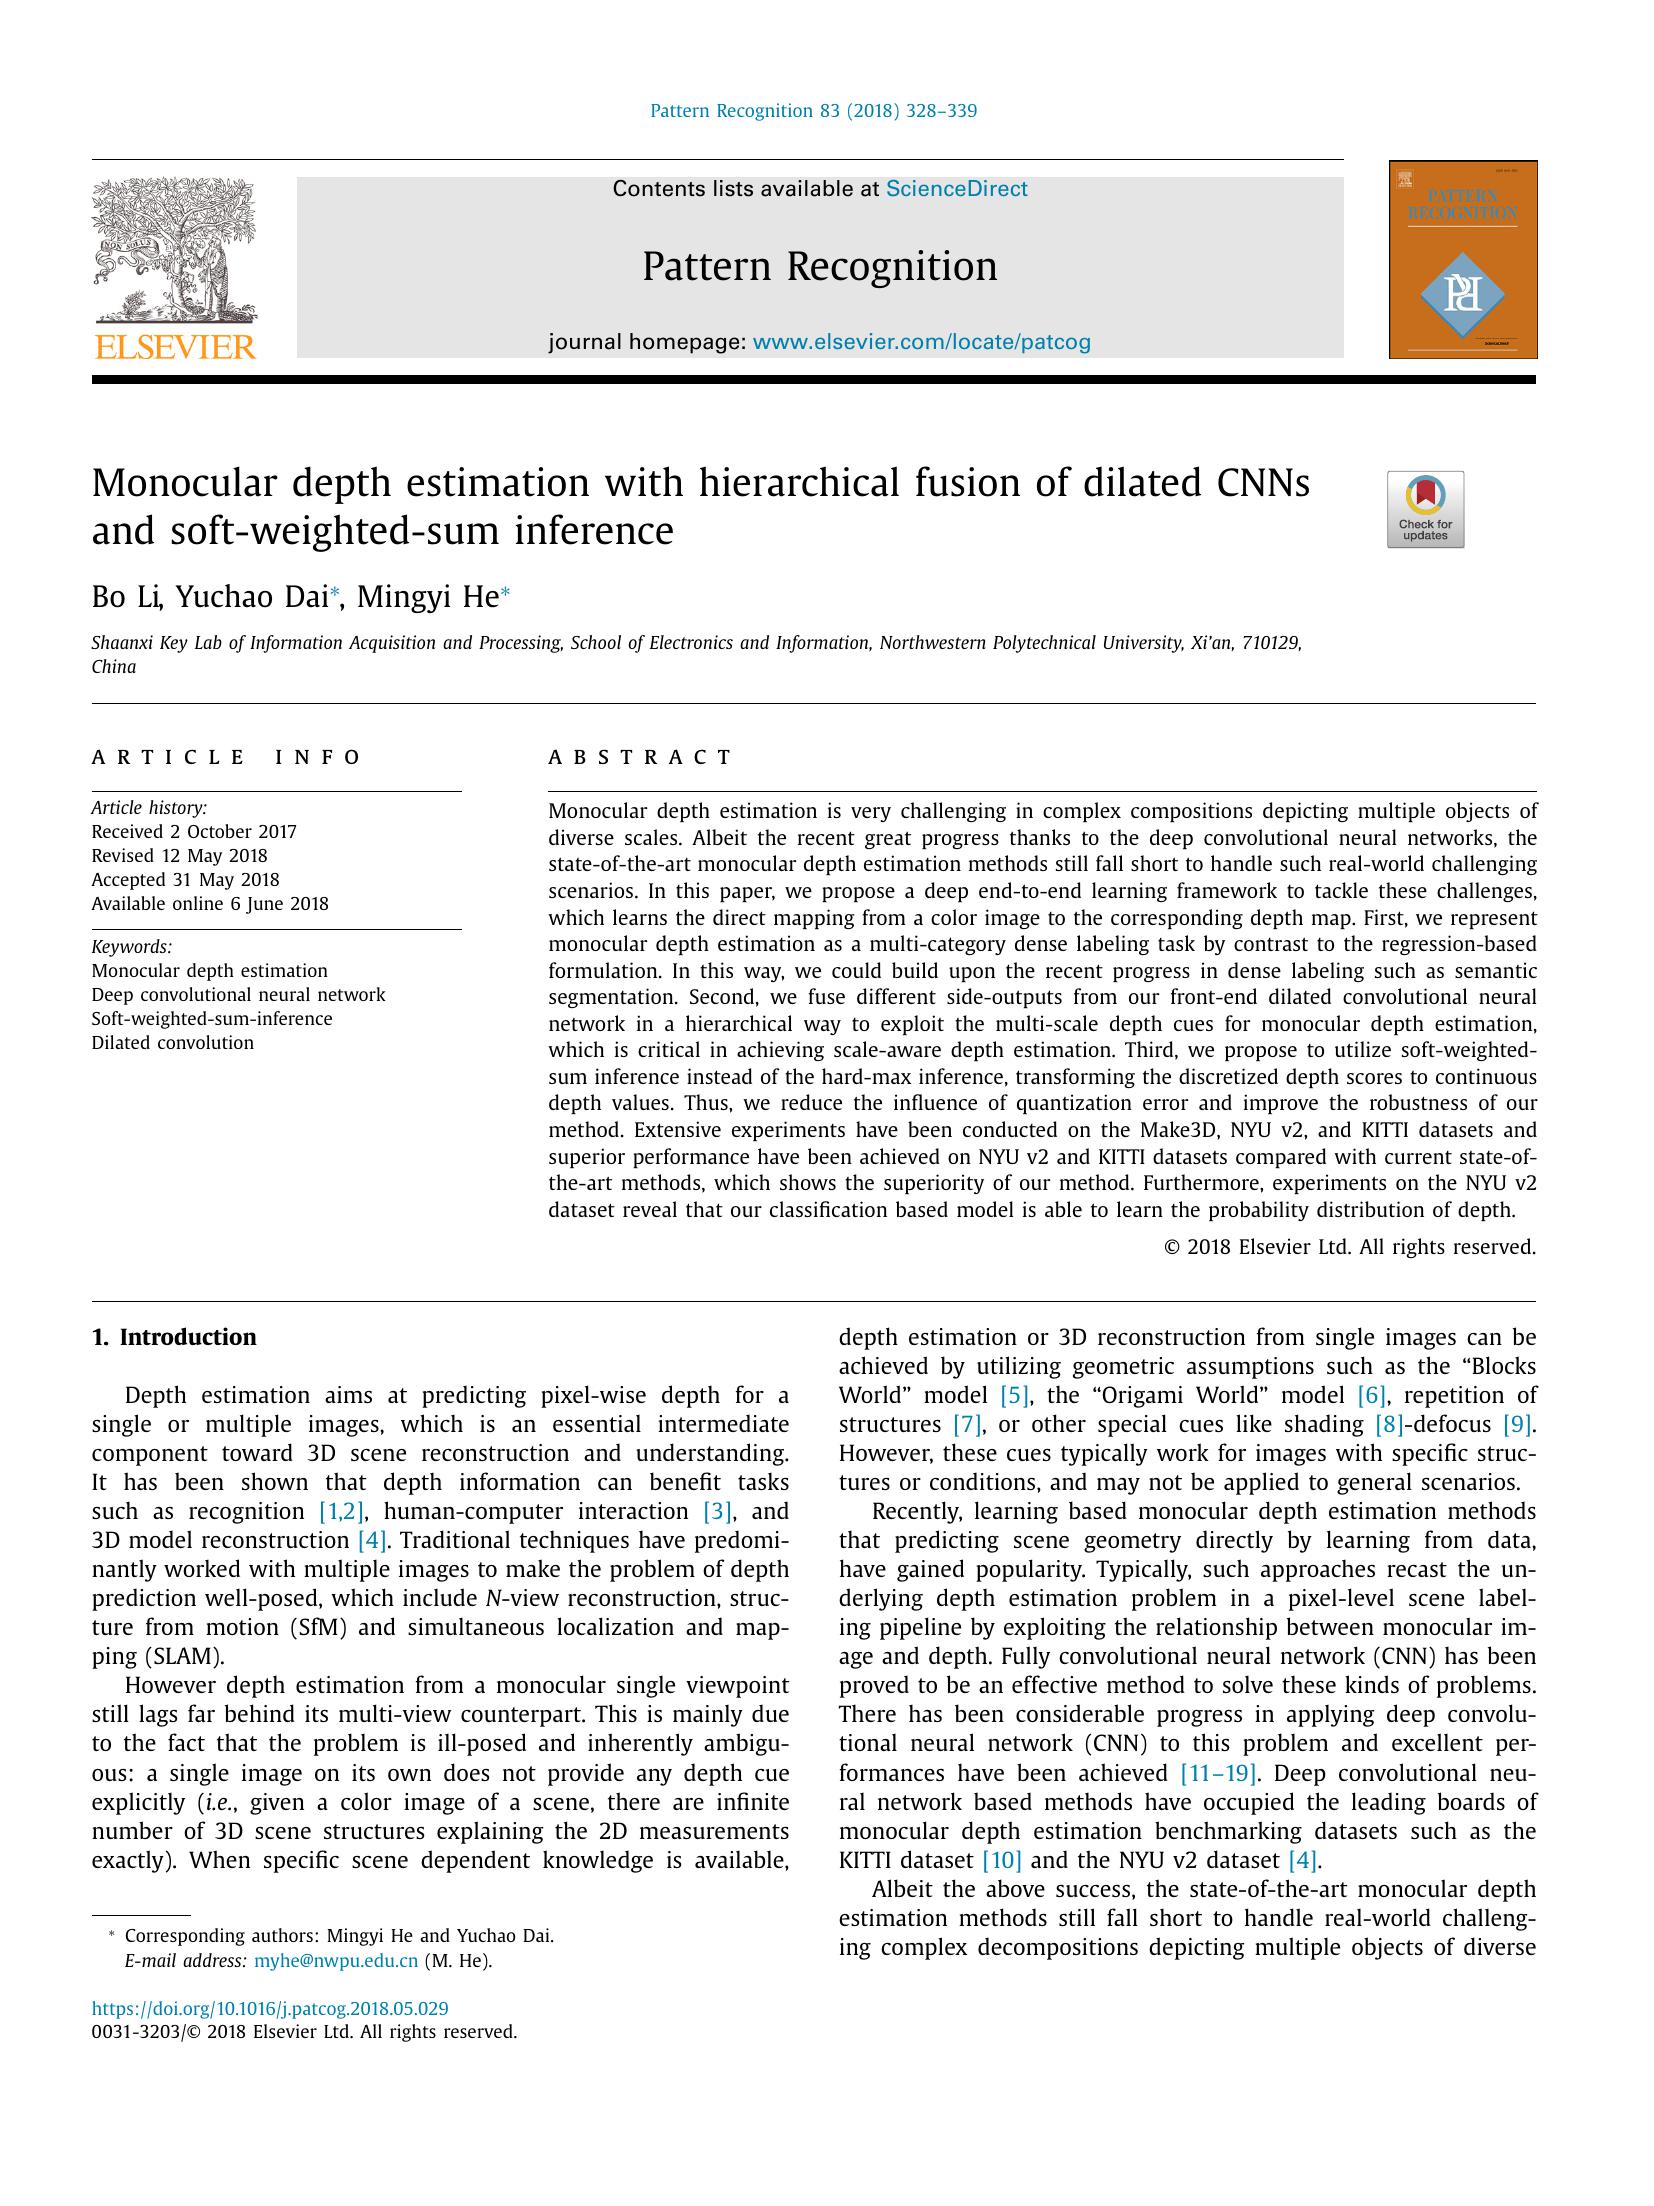 Pattern Recognition 83 (2018) 328–339
Contents lists available at ScienceDirect
Pattern Recognition
journal homepage: www.elsevier.com/locate/patcog
NON SOLUS
ELSEVIER
PATTERN
RECOGNITION
Monocular depth estimation with hierarchical fusion of dilated CNNs
and soft-weighted-sum inference
Check for
updates
Bo Li, Yuchao Dai*, Mingyi He*
Shaanxi Key Lab of Information Acquisition and Processing, School of Electronics and Information, Northwestern Polytechnical University, Xi’an, 710129,
China
ARTICLE INFO
Article history:
Received 2 October 2017
Revised 12 May 2018
Accepted 31 May 2018
Available online 6 June 2018
Keywords:
Monocular depth estimation
Deep convolutional neural network
Soft-weighted-sum-inference
Dilated convolution
ABSTRACT
Monocular depth estimation is very challenging in complex compositions depicting multiple objects of
diverse scales. Albeit the recent great progress thanks to the deep convolutional neural networks, the
state-of-the-art monocular depth estimation methods still fall short to handle such real-world challenging
scenarios. In this paper, we propose a deep end-to-end learning framework to tackle these challenges,
which learns the direct mapping from a color image to the corresponding depth map. First, we represent
monocular depth estimation as a multi-category dense labeling task by contrast to the regression-based
formulation. In this way, we could build upon the recent progress in dense labeling such as semantic
segmentation. Second, we fuse different side-outputs from our front-end dilated convolutional neural
network in a hierarchical way to exploit the multi-scale depth cues for monocular depth estimation,
which is critical in achieving scale-aware depth estimation. Third, we propose to utilize soft-weighted-
sum inference instead of the hard-max inference, transforming the discretized depth scores to continuous
depth values. Thus, we reduce the influence of quantization error and improve the robustness of our
method. Extensive experiments have been conducted on the Make3D, NYU v2, and KITTI datasets and
superior performance have been achieved on NYU v2 and KITTI datasets compared with current state-of-
the-art methods, which shows the superiority of our method. Furthermore, experiments on the NYU v2
dataset reveal that our classification based model is able to learn the probability distribution of depth.
© 2018 Elsevier Ltd. All rights reserved.
1. Introduction
Depth estimation aims at predicting pixel-wise depth for a
single or multiple images, which is an essential intermediate
component toward 3D scene reconstruction and understanding.
It has been shown that depth information can benefit tasks
such as recognition [1,2], human-computer interaction [3], and
3D model reconstruction [4]. Traditional techniques have predomi-
nantly worked with multiple images to make the problem of depth
prediction well-posed, which include N-view reconstruction, struc-
ture from motion (SfM) and simultaneous localization and map-
ping (SLAM).
However depth estimation from a monocular single viewpoint
still lags far behind its multi-view counterpart. This is mainly due
to the fact that the problem is ill-posed and inherently ambigu-
ous: a single image on its own does not provide any depth cue
explicitly (i.e., given a color image of a scene, there are infinite
number of 3D scene structures explaining the 2D measurements
exactly). When specific scene dependent knowledge is available,
depth estimation or 3D reconstruction from single images can be
achieved by utilizing geometric assumptions such as the “Blocks
World” model [5], the “Origami World” model [6], repetition of
structures [7], or other special cues like shading [8]-defocus [9].
However, these cues typically work for images with specific struc-
tures or conditions, and may not be applied to general scenarios.
Recently, learning based monocular depth estimation methods
that predicting scene geometry directly by learning from data,
have gained popularity. Typically, such approaches recast the un-
derlying depth estimation problem in a pixel-level scene label-
ing pipeline by exploiting the relationship between monocular im-
age and depth. Fully convolutional neural network (CNN) has been
proved to be an effective method to solve these kinds of problems.
There has been considerable progress in applying deep convolu-
tional neural network (CNN) to this problem and excellent per-
formances have been achieved [11–19]. Deep convolutional neu-
ral network based methods have occupied the leading boards of
monocular depth estimation benchmarking datasets such as the
KITTI dataset [10] and the NYU v2 dataset [4].
Albeit the above success, the state-of-the-art monocular depth
estimation methods still fall short to handle real-world challeng-
ing complex decompositions depicting multiple objects of diverse
* Corresponding authors: Mingyi He and Yuchao Dai.
E-mail address: myhe@nwpu.edu.cn (M. He).
https://doi.org/10.1016/j.patcog.2018.05.029
0031-3203/© 2018 Elsevier Ltd. All rights reserved.